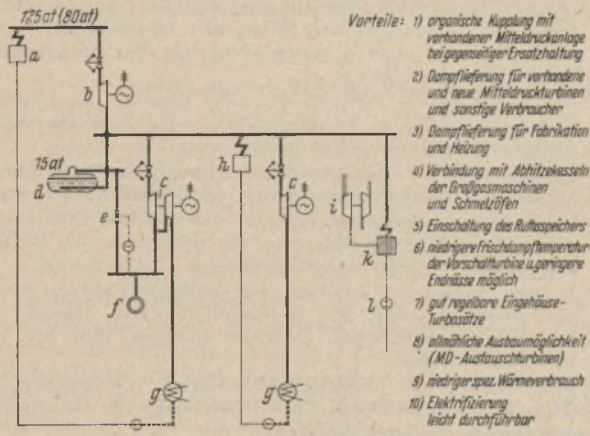 125at (80at)
a
b
15at
d
e
f
c
g
h
c
g
i
k
l
Vorteile: 1) organische Kupplung mit
vorhandener Mitteldruckanlage
bei gegenseitiger Ersatzhaltung
2) Dampflieferung für vorhandene
und neue Mitteldruckturbinen
und sonstige Verbraucher
3) Dampflieferung für Fabrikation
und Heizung
4) Verbindung mit Abhitzekesseln
der Großgasmaschinen
und Schmelzöfen
5) Einschaltung des Ruthsspeichers
6) niedrigere Frischdampftemperatur
der Vorschaltturbine u. geringere
Endnässe möglich
7) gut regelbare Eingehäuse-
Turbosätze
8) allmähliche Ausbaumöglichkeit
(MD-Austauschturbinen)
9) niedriger spez. Wärmeverbrauch
10) Elektrifizierung
leicht durchführbar